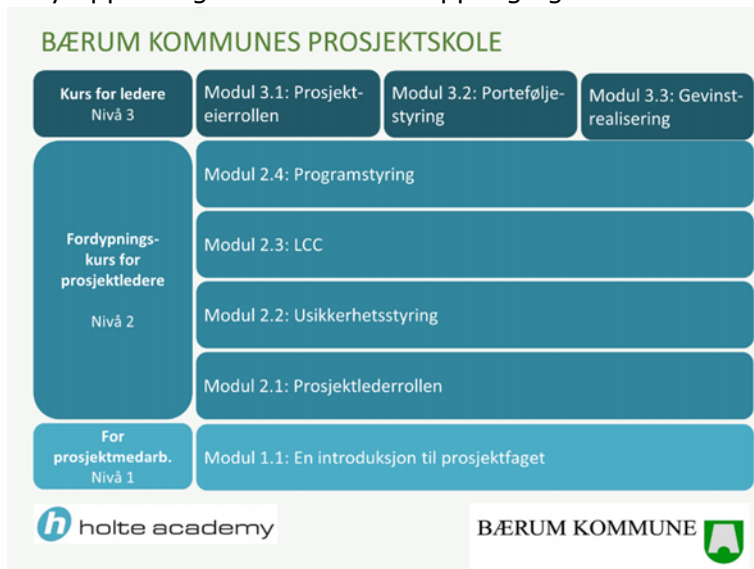 BÆRUM KOMMUNES PROSJEKTSKOLE
Kurs for ledere
Nivå 3
Modul 3.1: Prosjekt-
eierrollen
Modul 3.2: Portefølje-
styring
Modul 3.3: Gevinst-
realisering
Fordypnings-
kurs for
prosjektledere
Nivå 2
Modul 2.4: Programstyring
Modul 2.3: LCC
Modul 2.2: Usikkerhetsstyring
Modul 2.1: Prosjektlederrollen
For
prosjektmedarb.
Nivå 1
Modul 1.1: En introduksjon til prosjektfaget
h holte academy
BÆRUM KOMMUNE